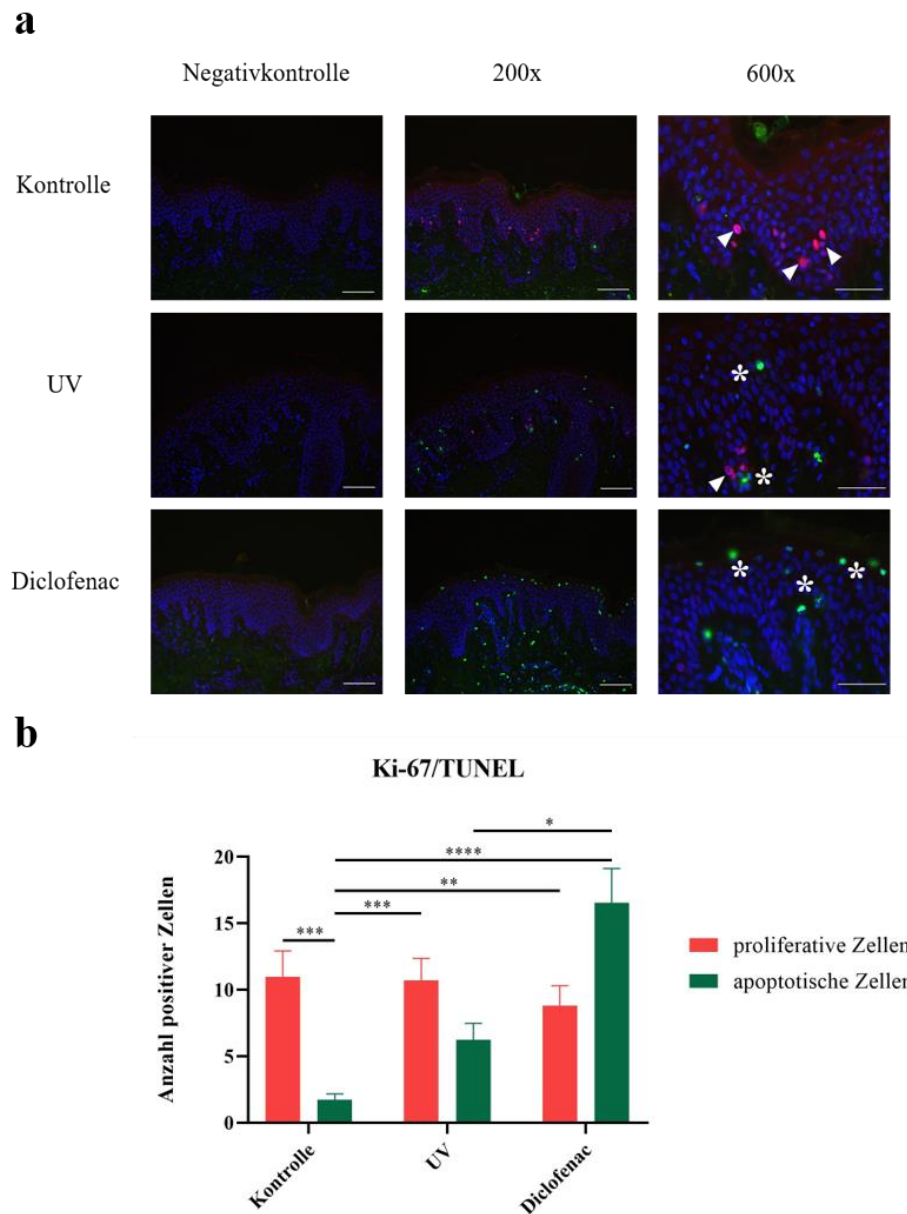 a
Negativkontrolle 200x 600x
Kontrolle
*
UV
*
Diclofenac
* * *
b
Ki-67/TUNEL
*
****
**
***
***
20
15
10
5
0
Anzahl positiver Zellen
Kontrolle
UV
Diclofenac
proliferative Zellen
apoptotische Zellen